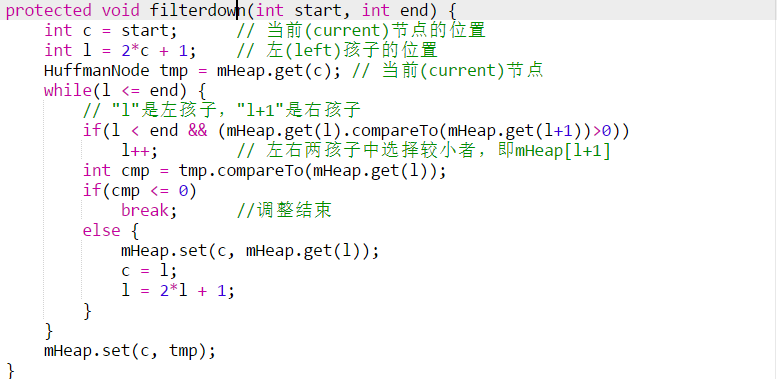 protected void filterdown(int start, int end) {
    int c = start;      // 当前(current)节点的位置
    int l = 2*c + 1;    // 左(left)孩子的位置
    HuffmanNode tmp = mHeap.get(c); // 当前(current)节点
    while(l <= end) {
        // "l"是左孩子，"l+1"是右孩子
        if(l < end && (mHeap.get(l).compareTo(mHeap.get(l+1))>0))
            l++;        // 左右两孩子中选择较小者，即mHeap[l+1]
        int cmp = tmp.compareTo(mHeap.get(l));
        if(cmp <= 0)
            break;      //调整结束
        else {
            mHeap.set(c, mHeap.get(l));
            c = l;
            l = 2*l + 1;
        }
    }
    mHeap.set(c, tmp);
}